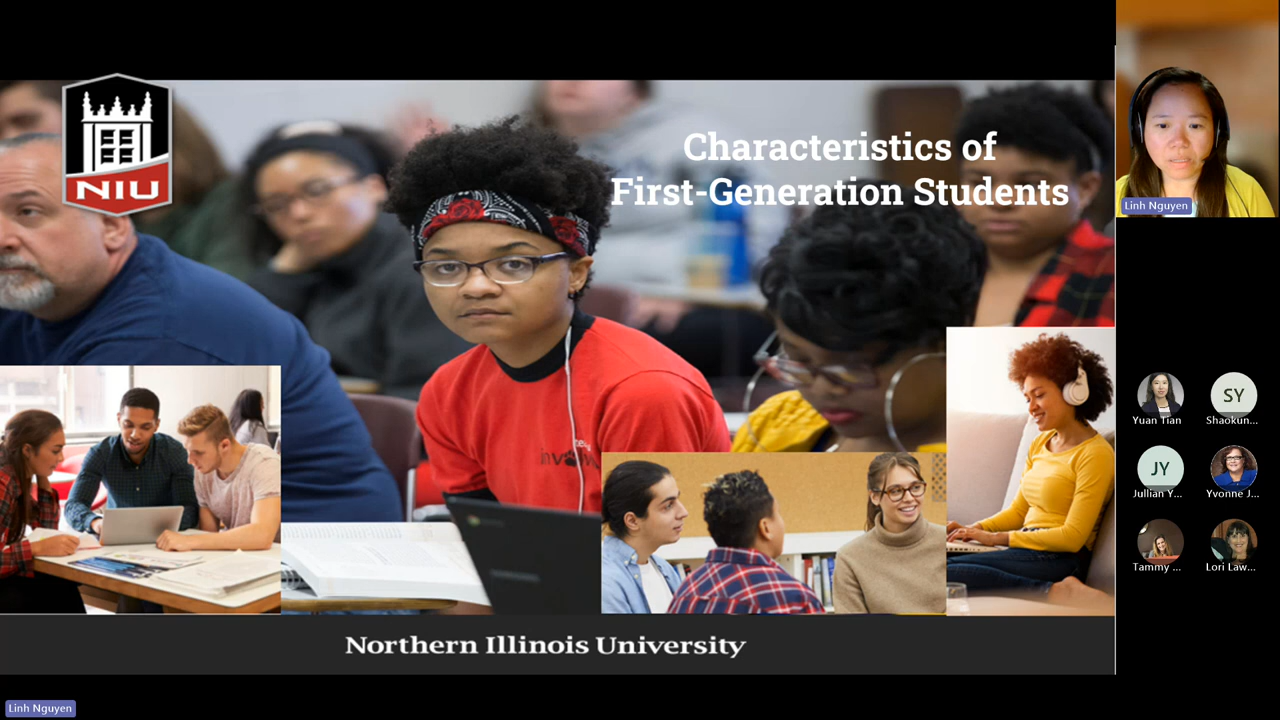 NIU
Characteristics of
First-Generation Students
Linh Nguyen
Yuan Tian
SY
Shaokun...
JY
Jullian Y...
Yvonne J...
Tammy ...
Lori Law...
Northern Illinois University
Linh Nguyen